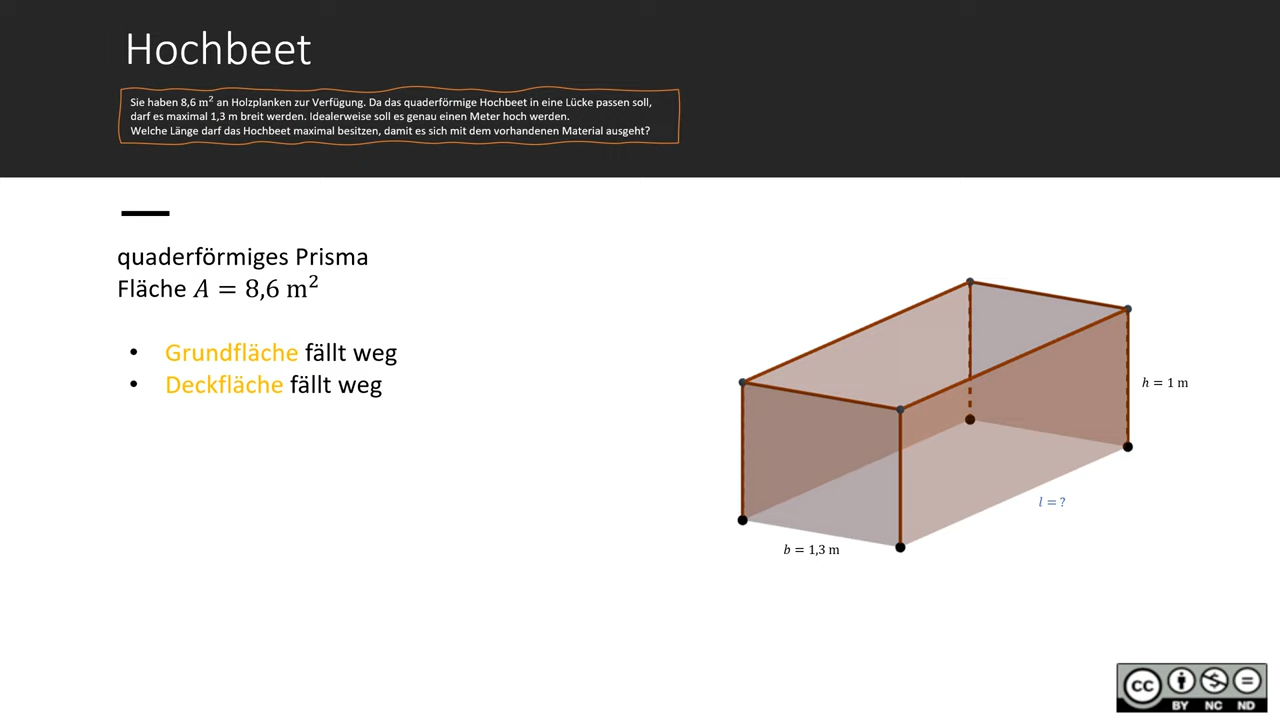 Hochbeet
Sie haben 8,6 m² an Holzplanken zur Verfügung. Da das quaderförmige Hochbeet in eine Lücke passen soll,
darf es maximal 1,3 m breit werden. Idealerweise soll es genau einen Meter hoch werden.
Welche Länge darf das Hochbeet maximal besitzen, damit es sich mit dem vorhandenen Material ausgeht?
quaderförmiges Prisma
Fläche A = 8,6 m²
• Grundfläche fällt weg
• Deckfläche fällt weg
h = 1 m
l = ?
b = 1,3 m
CC
BY NC ND